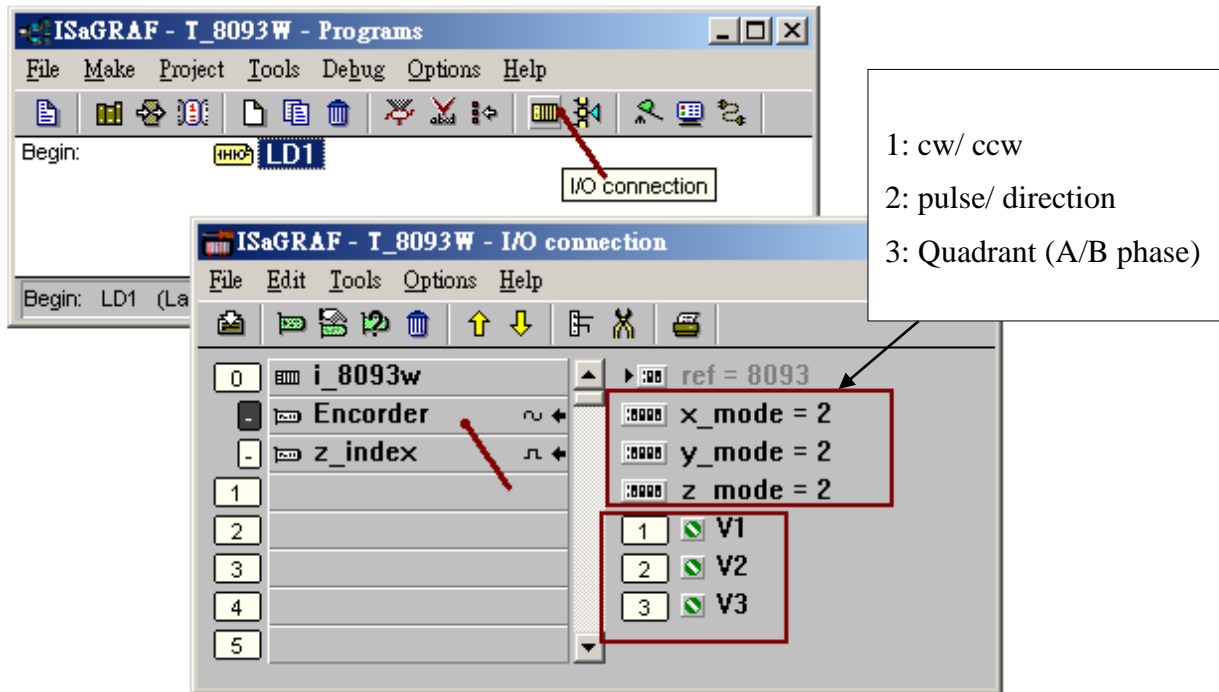 ISaGRAF - T_8093W - Programs
File Make Project Tools Debug Options Help
Begin: LD1
I/O connection
1: cw/ ccw
2: pulse/ direction
3: Quadrant (A/B phase)
Begin: LD1 (La
ISaGRAF - T_8093W - I/O connection
File Edit Tools Options Help
0 i_8093w
- Encorder
- z_index
1
2
3
4
5
ref = 8093
x_mode = 2
y_mode = 2
z_mode = 2
1 V1
2 V2
3 V3